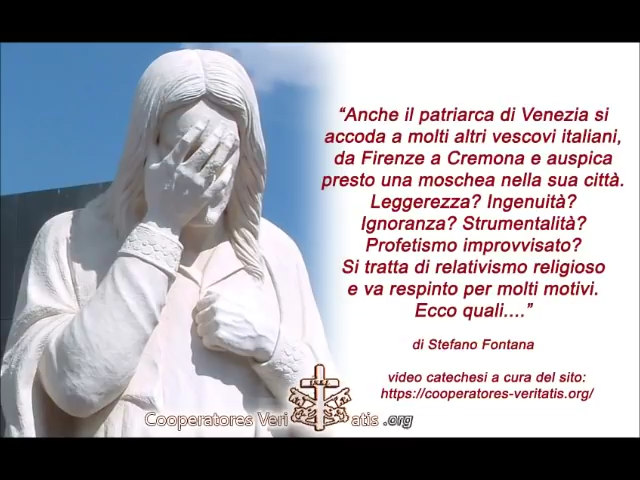 “Anche il patriarca di Venezia si
accoda a molti altri vescovi italiani,
da Firenze a Cremona e auspica
presto una moschea nella sua città.
Leggerezza? Ingenuità?
Ignoranza? Strumentalità?
Profetismo improvvisato?
Si tratta di relativismo religioso
e va respinto per molti motivi.
Ecco quali....”
di Stefano Fontana
video catechesi a cura del sito:
https://cooperatores-veritatis.org/
Cooperatores Veri atis .org